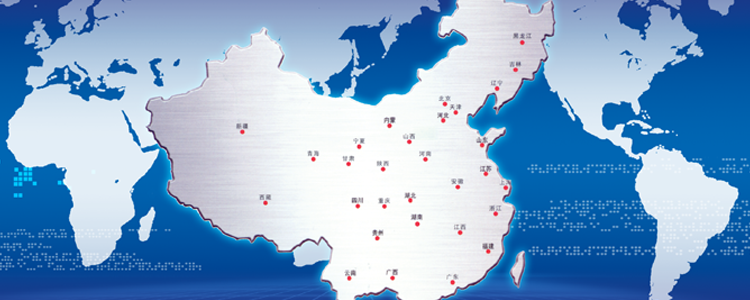 黑龙江
吉林
辽宁
北京
天津
河北
内蒙
新疆
山西
山东
宁夏
青海
甘肃
陕西
河南
江苏
安徽
上海
西藏
四川
重庆
湖北
浙江
湖南
江西
贵州
福建
云南
广西
广东